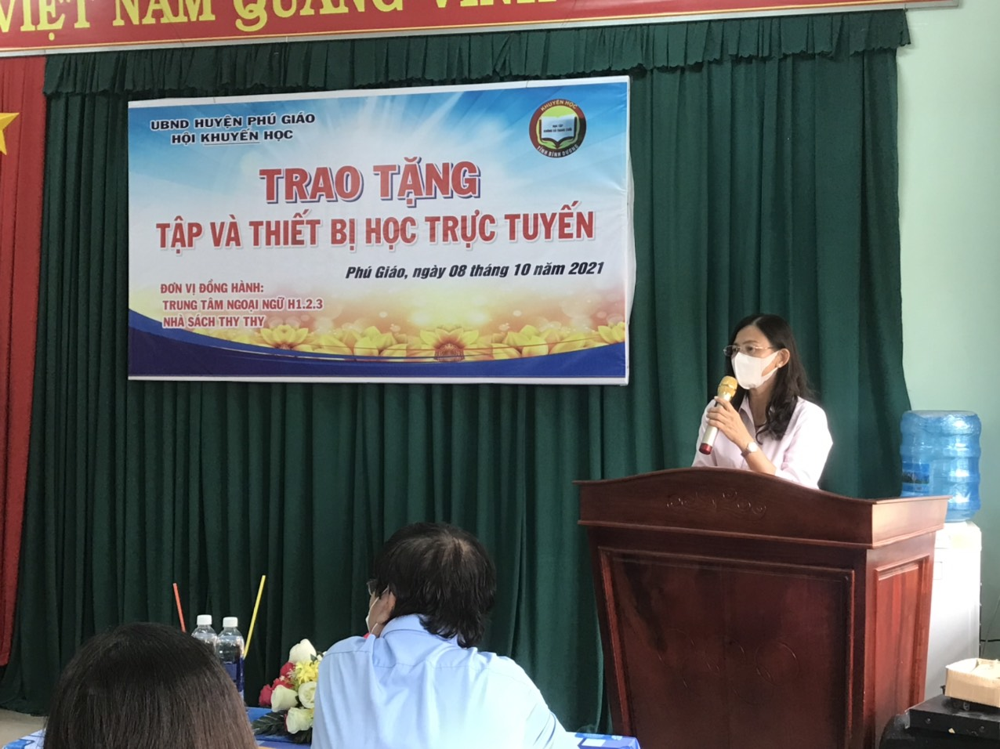 VIỆT NAM QUANG VINH
UBND HUYỆN PHÚ GIÁO
HỘI KHUYẾN HỌC
KHUYẾN HỌC
TỈNH BÌNH DƯƠNG
TRAO TẶNG
TẬP VÀ THIẾT BỊ HỌC TRỰC TUYẾN
Phú Giáo, ngày 08 tháng 10 năm 2021
ĐƠN VỊ ĐỒNG HÀNH:
TRUNG TÂM NGOẠI NGỮ H1.2.3
NHÀ SÁCH THY THY